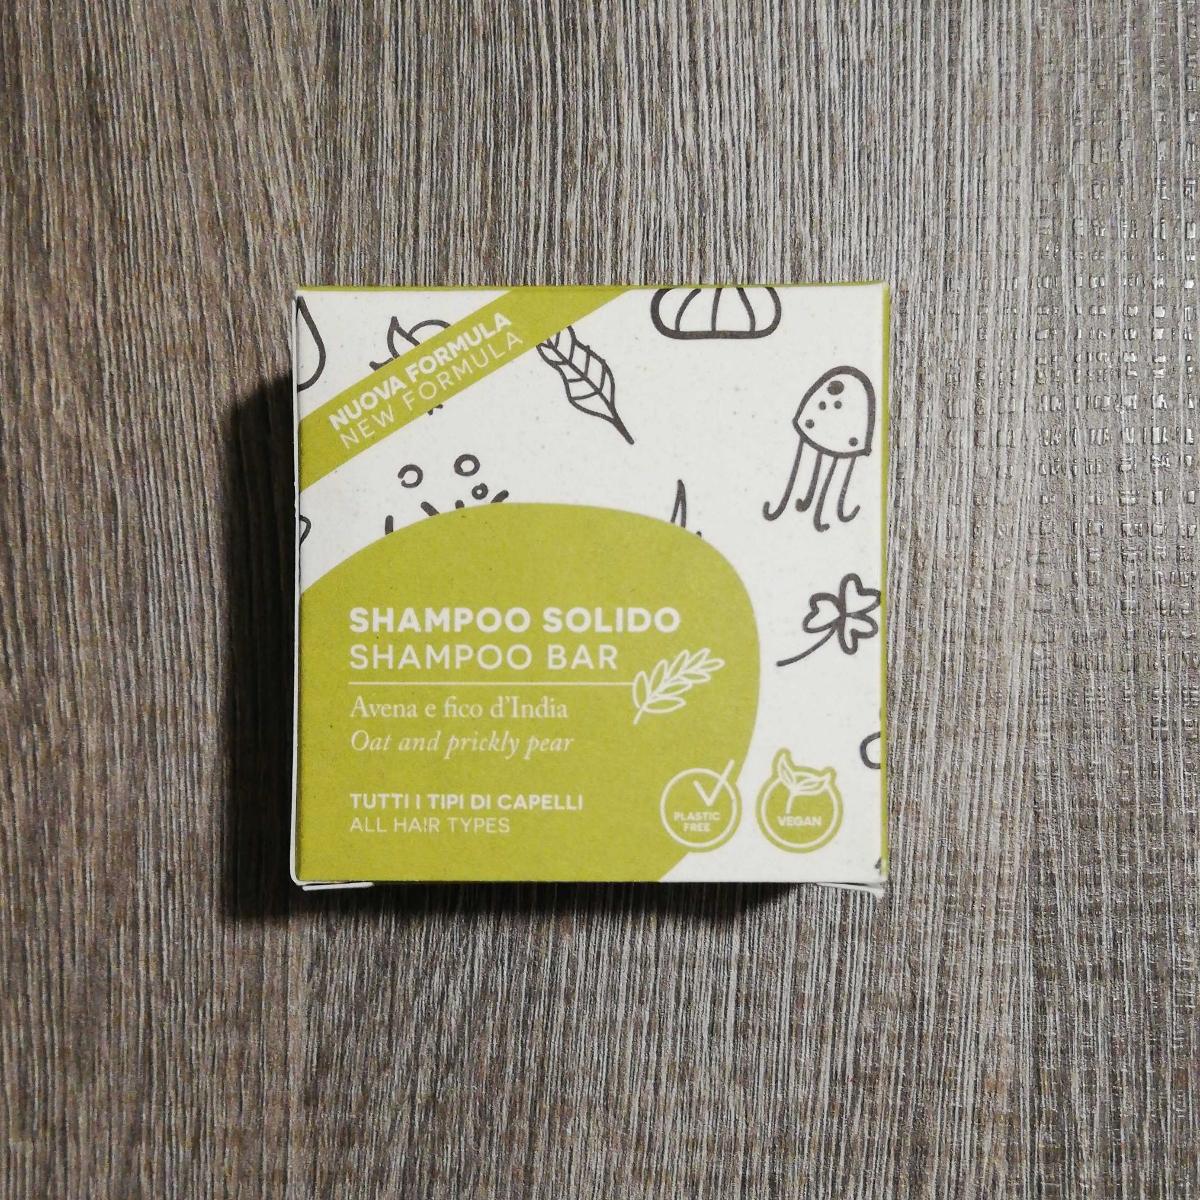 NUOVA FORMULA
NEW FORMULA
SHAMPOO SOLIDO
SHAMPOO BAR
Avena e fico d'India
Oat and prickly pear
TUTTI I TIPI DI CAPELLI
ALL HAIR TYPES
PLASTIC
FREE
VEGAN